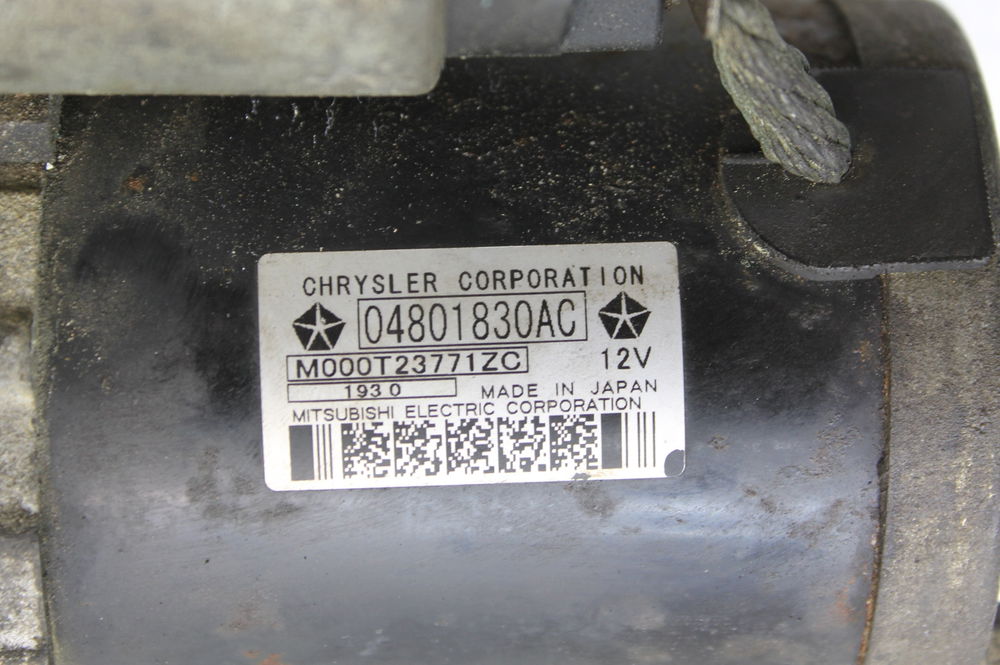 CHRYSLER CORPORATION
04801830AC
M000T23771ZC 12V
1930 MADE IN JAPAN
MITSUBISHI ELECTRIC CORPORATION